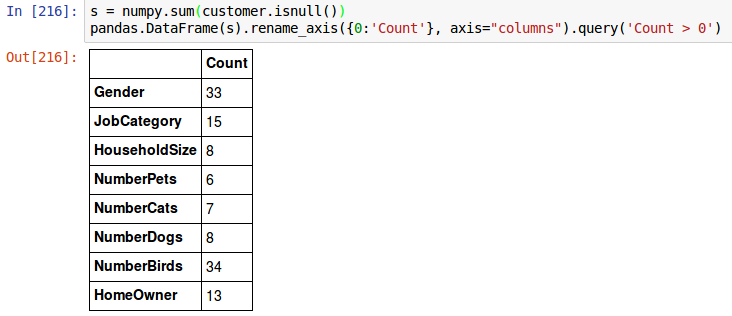 In [216]: s = numpy.sum(customer.isnull())
pandas.DataFrame(s).rename_axis({0:'Count'}, axis="columns").query('Count > 0')
Out[216]:
Count
Gender 33
JobCategory 15
HouseholdSize 8
NumberPets 6
NumberCats 7
NumberDogs 8
NumberBirds 34
HomeOwner 13